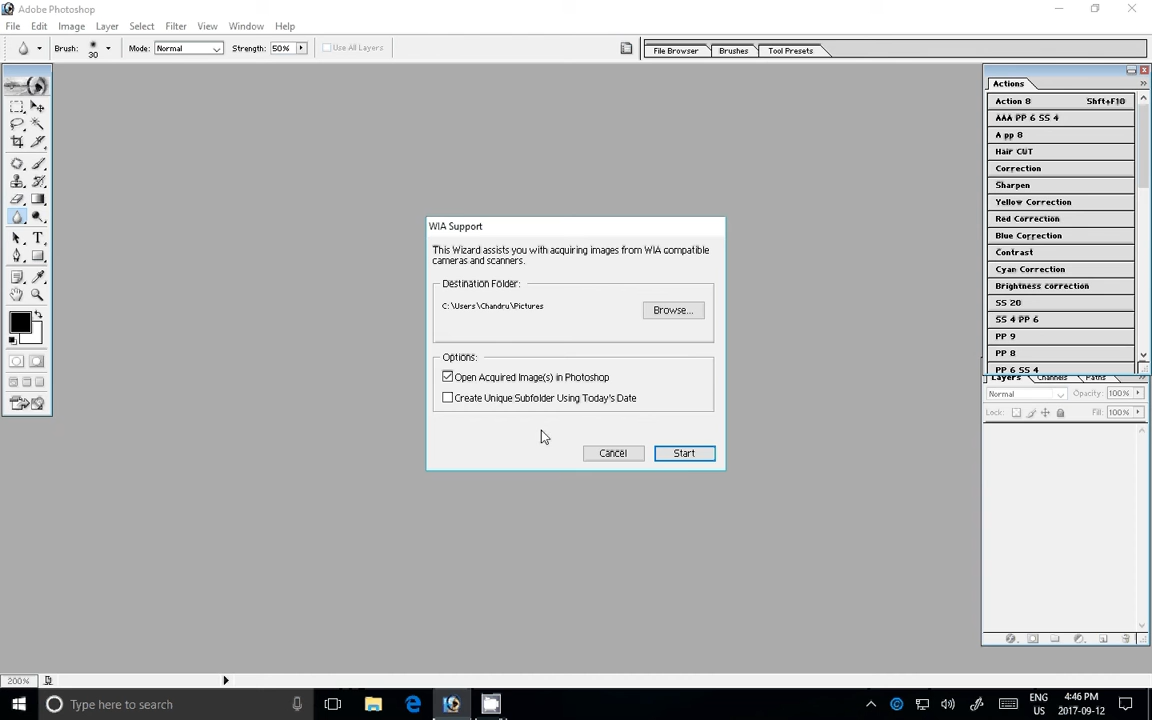 Adobe Photoshop
File Edit Image Layer Select Filter View Window Help
Brush: 30 Mode: Normal Strength: 50% Use All Layers File Browser Brushes Tool Presets
Actions
Action 8 Shft+F10
AAA PP 6 SS 4
A pp 8
Hair CUT
Correction
Sharpen
Yellow Correction
Red Correction
Blue Correction
Contrast
Cyan Correction
Brightness correction
SS 20
SS 4 PP 6
PP 9
PP 8
PP 6 SS 4
Layers Channels Paths
Normal Opacity: 100%
Lock: Fill: 100%
WIA Support
This Wizard assists you with acquiring images from WIA compatible
cameras and scanners.
Destination Folder:
C:\Users\Chandru\Pictures
Browse...
Options:
Open Acquired Image(s) in Photoshop
Create Unique Subfolder Using Today's Date
Cancel Start
200%
Type here to search
ENG
US
4:46 PM
2017-09-12